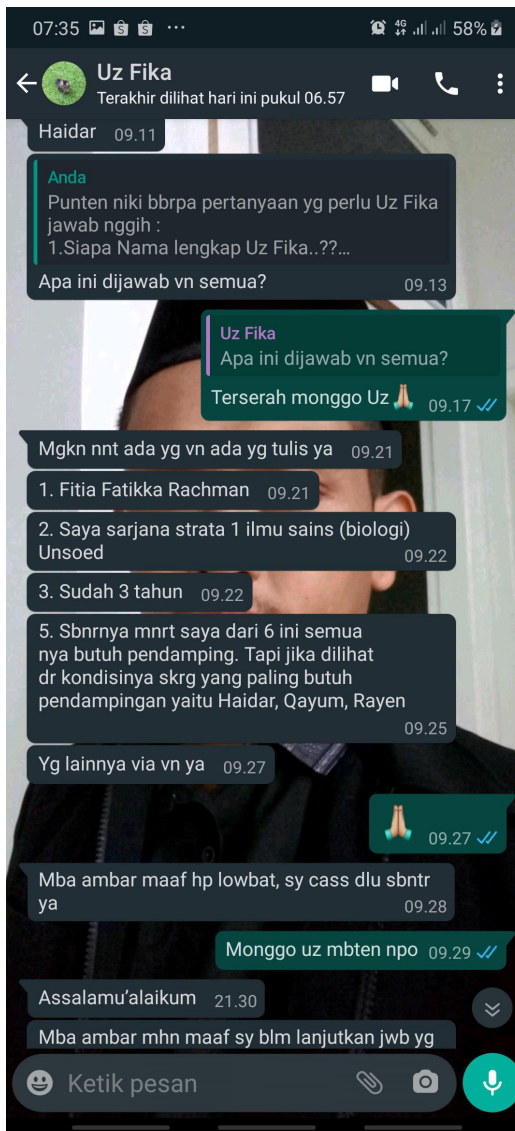 07:35
4G 58%
Uz Fika
Terakhir dilihat hari ini pukul 06.57
Haidar 09.11
Anda
Punten niki bbrpa pertanyaan yg perlu Uz Fika
jawab nggih :
1.Siapa Nama lengkap Uz Fika..??...
Apa ini dijawab vn semua? 09.13
Uz Fika
Apa ini dijawab vn semua?
Terserah monggo Uz🙏 09.17
Mgkn nnt ada yg vn ada yg tulis ya 09.21
1. Fitia Fatikka Rachman 09.21
2. Saya sarjana strata 1 ilmu sains (biologi)
Unsoed 09.22
3. Sudah 3 tahun 09.22
5. Sbnrnya mnrt saya dari 6 ini semua
nya butuh pendamping. Tapi jika dilihat
dr kondisinya skrg yang paling butuh
pendampingan yaitu Haidar, Qayum, Rayen
09.25
Yg lainnya via vn ya 09.27
🙏 09.27
Mba ambar maaf hp lowbat, sy cass dlu sbntr
ya 09.28
Monggo uz mbten npo 09.29
Assalamu'alaikum 21.30
Mba ambar mhn maaf sy blm lanjutkan jwb yg
Ketik pesan